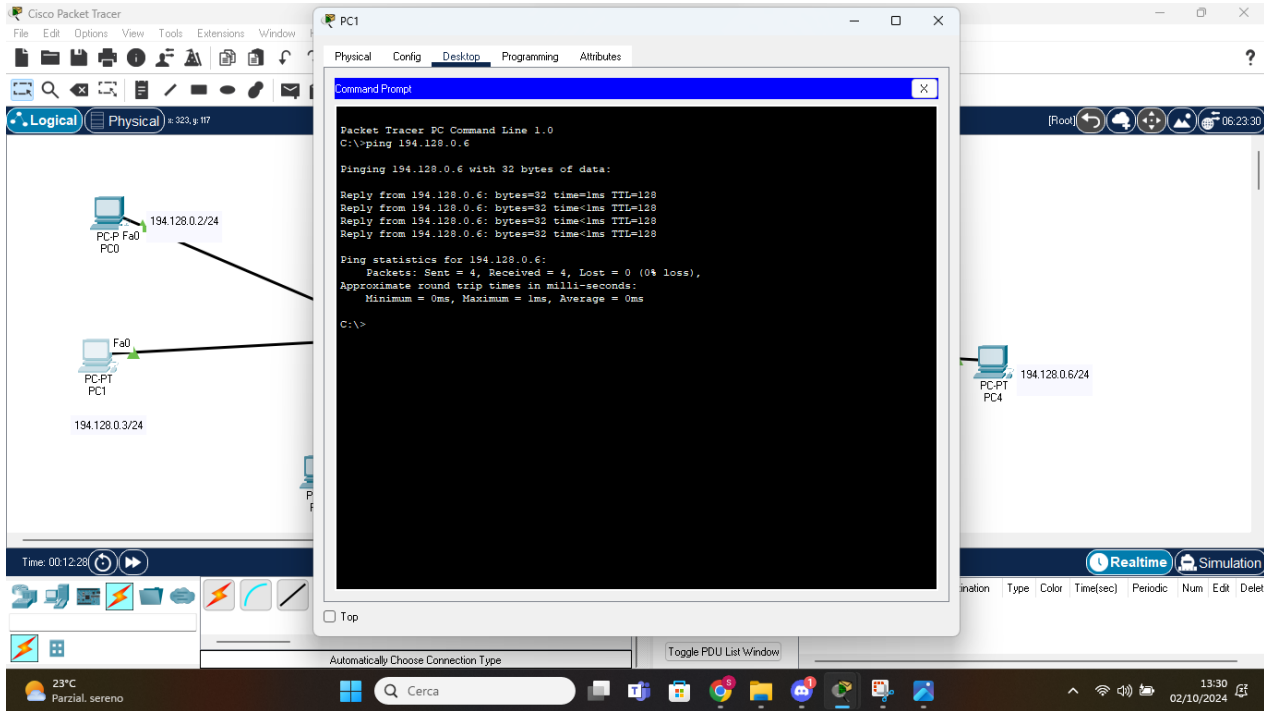 Cisco Packet Tracer
File Edit Options View Tools Extensions Window
Logical Physical x: 323, y: 117
[Root] 06:23:30
PC1
Physical Config Desktop Programming Attributes
Command Prompt
X
Packet Tracer PC Command Line 1.0
C:\>ping 194.128.0.6
Pinging 194.128.0.6 with 32 bytes of data:
Reply from 194.128.0.6: bytes=32 time=1ms TTL=128
Reply from 194.128.0.6: bytes=32 time<1ms TTL=128
Reply from 194.128.0.6: bytes=32 time<1ms TTL=128
Reply from 194.128.0.6: bytes=32 time<1ms TTL=128
Ping statistics for 194.128.0.6:
Packets: Sent = 4, Received = 4, Lost = 0 (0% loss),
Approximate round trip times in milli-seconds:
Minimum = 0ms, Maximum = 1ms, Average = 0ms
C:\>
Top
194.128.0.2/24
PC-P Fa0
PC0
Fa0
PC-PT
PC1
194.128.0.3/24
194.128.0.6/24
PC-PT
PC4
Time: 00:12:28
Realtime Simulation
Type Color Time(sec) Periodic Num Edit
Automatically Choose Connection Type
Toggle PDU List Window
23°C
Parzial. sereno
Cerca
13:30
02/10/2024